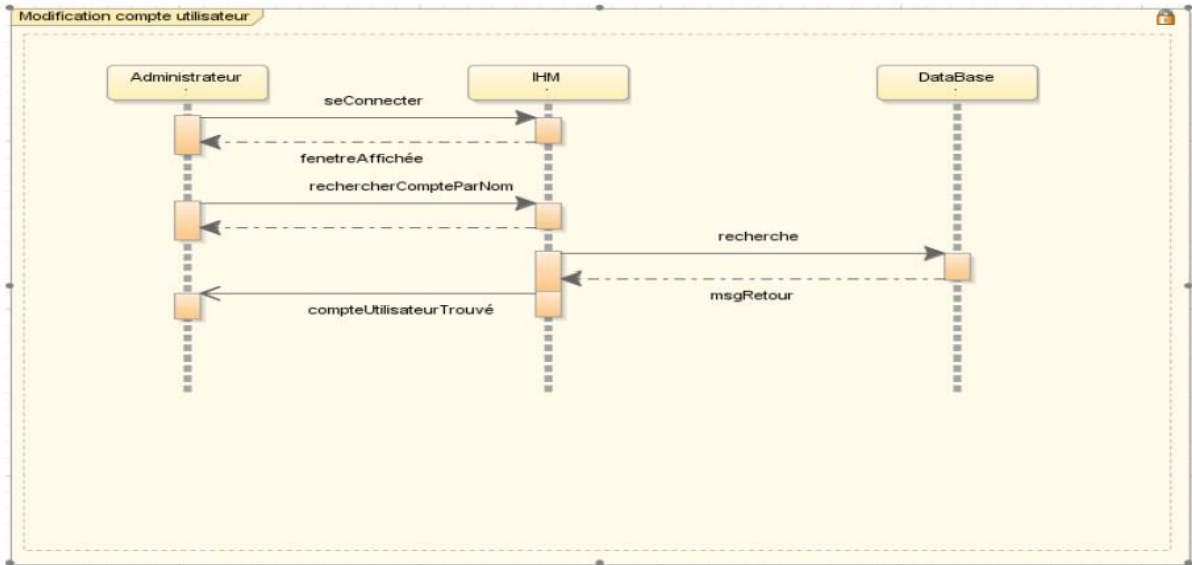 Modification compte utilisateur
Administrateur
IHM
DataBase
seConnecter
fenetreAffichée
rechercherCompteParNom
recherche
msgRetour
compteUtilisateurTrouvé